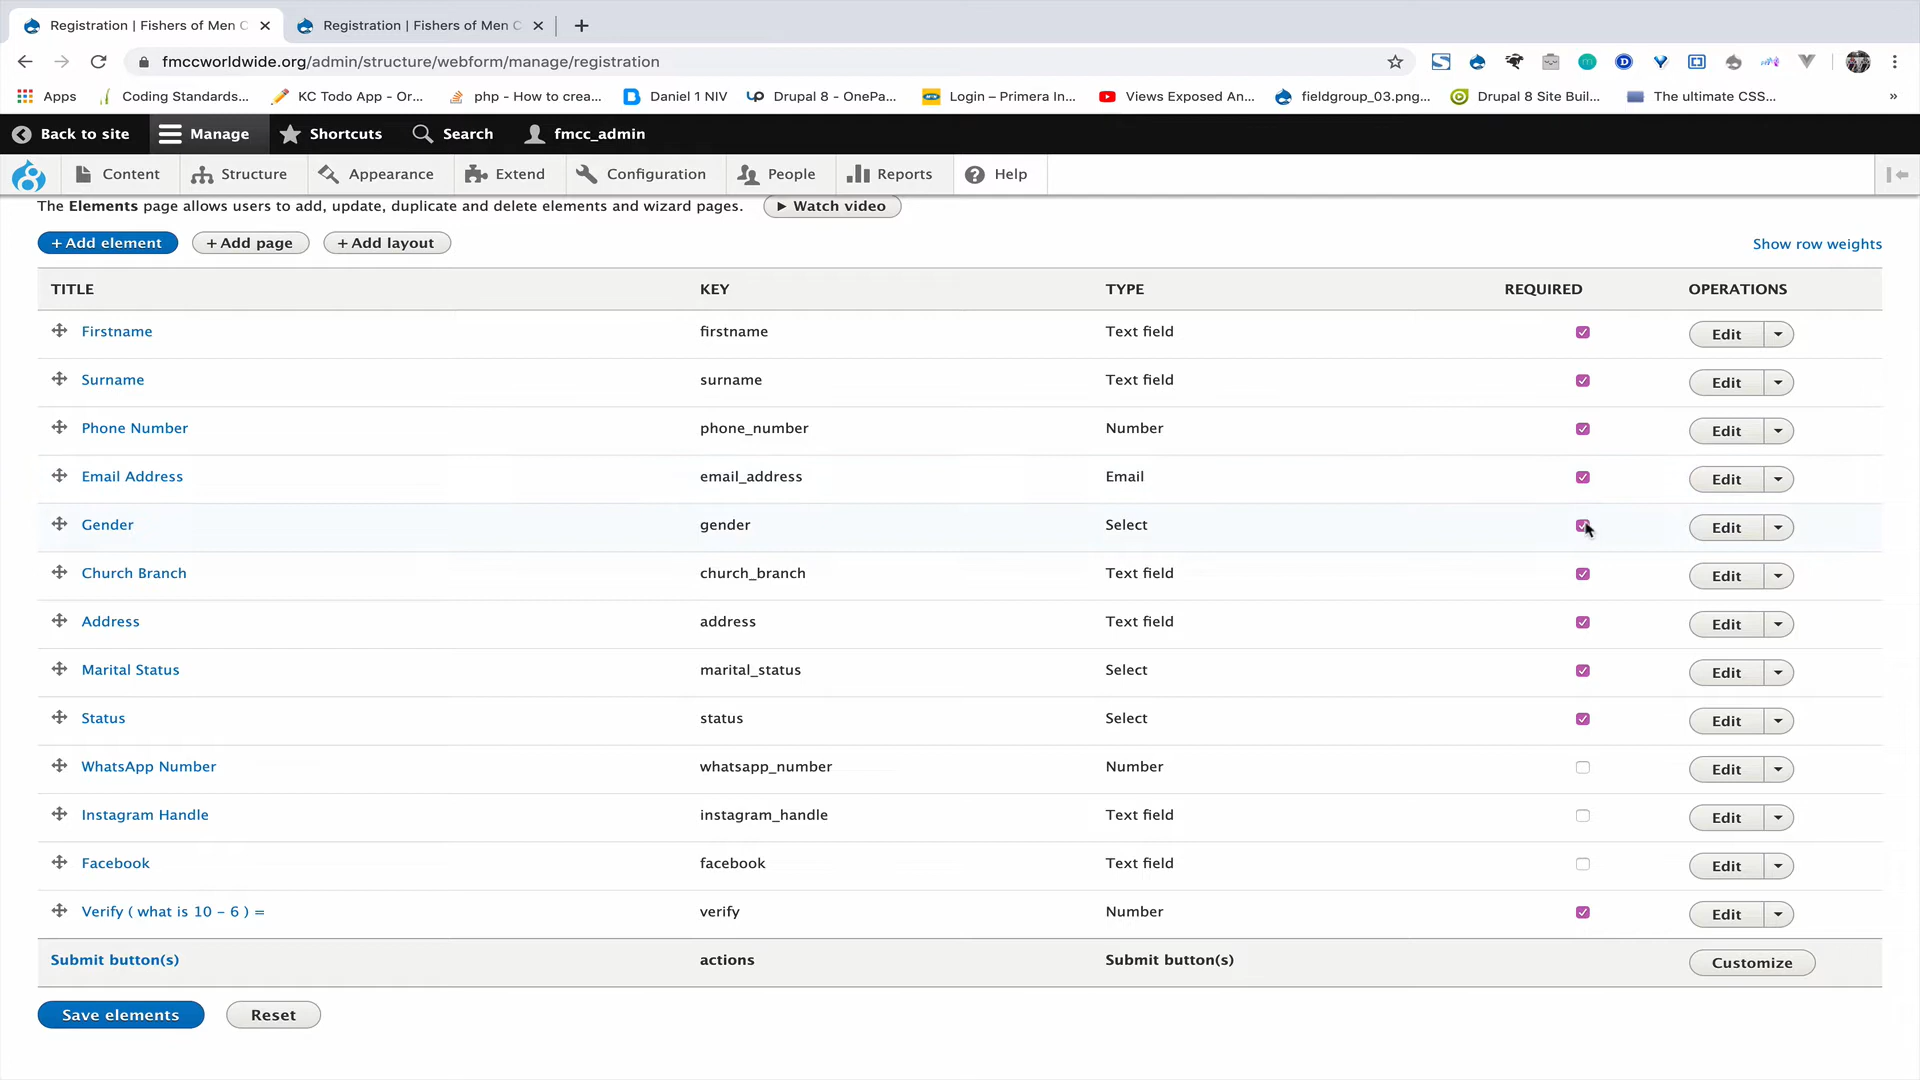 Registration | Fishers of Men C
Registration | Fishers of Men C
fmccworldwide.org/admin/structure/webform/manage/registration
Apps
Coding Standards...
KC Todo App - Or...
php - How to crea...
Daniel 1 NIV
Drupal 8 - OnePa...
Login – Primera In...
Views Exposed An...
fieldgroup_03.png...
Drupal 8 Site Buil...
The ultimate CSS...
»
Back to site
Manage
Shortcuts
Search
fmcc_admin
Content
Structure
Appearance
Extend
Configuration
People
Reports
Help
The Elements page allows users to add, update, duplicate and delete elements and wizard pages.
Watch video
+ Add element
+ Add page
+ Add layout
Show row weights
TITLE KEY TYPE REQUIRED OPERATIONS
Firstname firstname Text field Edit
Surname surname Text field Edit
Phone Number phone_number Number Edit
Email Address email_address Email Edit
Gender gender Select Edit
Church Branch church_branch Text field Edit
Address address Text field Edit
Marital Status marital_status Select Edit
Status status Select Edit
WhatsApp Number whatsapp_number Number Edit
Instagram Handle instagram_handle Text field Edit
Facebook facebook Text field Edit
Verify ( what is 10 - 6 ) = verify Number Edit
Submit button(s) actions Submit button(s) Customize
Save elements
Reset